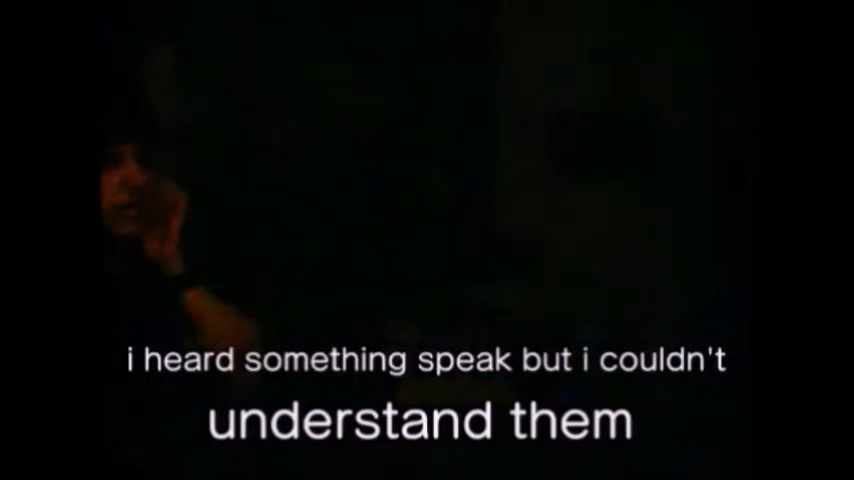 i heard something speak but i couldn't
understand them